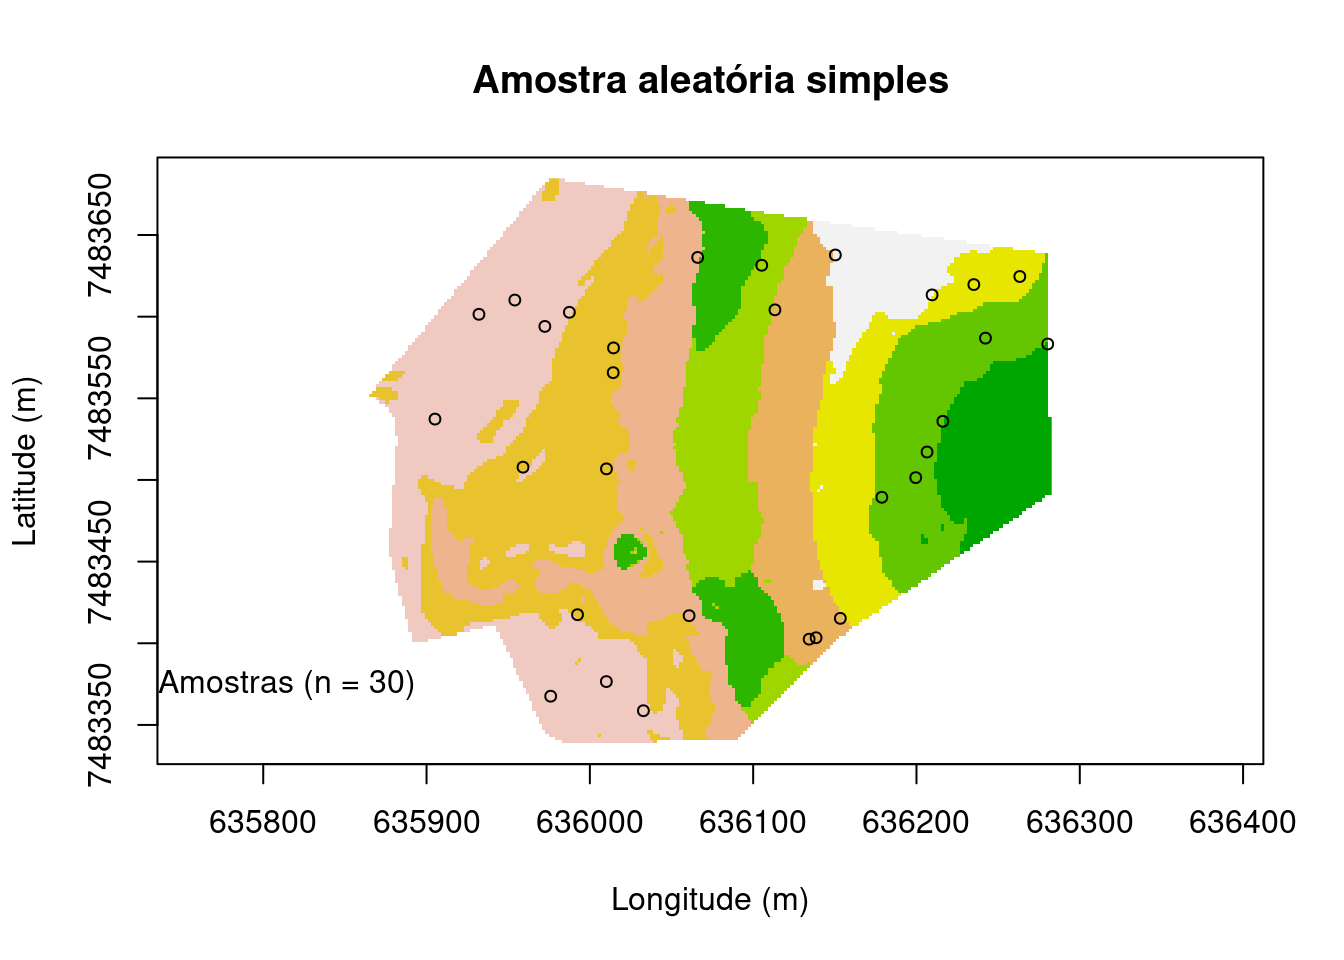 Amostra aleatória simples
Latitude (m)
7483650
7483550
7483450
7483350
Amostras (n = 30)
635800 635900 636000 636100 636200 636300 636400
Longitude (m)